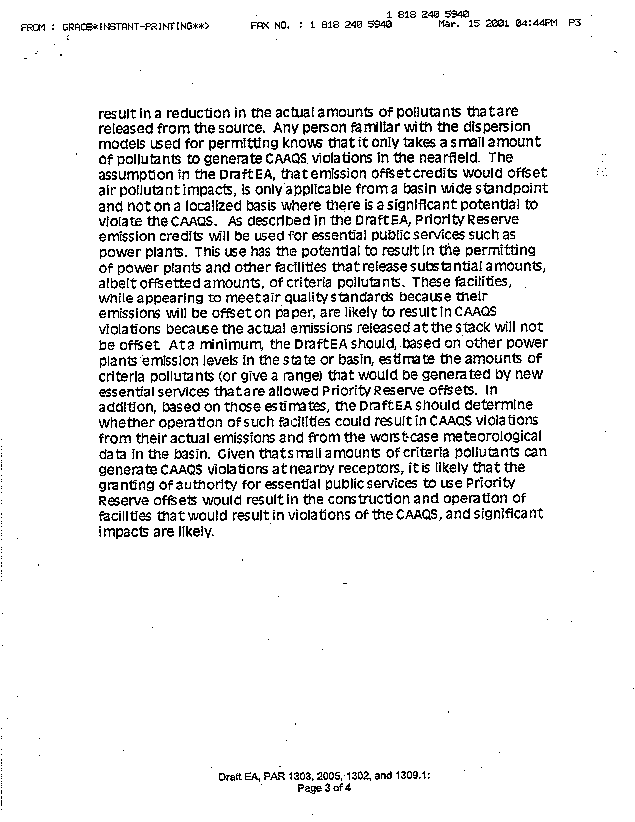 1 818 240 5940
FROM : GRACE*INSTANT-PRINTING**> FAX NO. : 1 818 240 5940 Mar. 15 2001 04:44PM P3
result in a reduction in the actual amounts of pollutants that are
released from the source. Any person familiar with the dispersion
models used for permitting knows that it only takes a small amount
of pollutants to generate CAAQS violations in the nearfield. The
assumption in the Draft EA, that emission offset credits would offset
air pollutant impacts, is only applicable from a basin wide standpoint
and not on a localized basis where there is a significant potential to
violate the CAAQS. As described in the Draft EA, Priority Reserve
emission credits will be used for essential public services such as
power plants. This use has the potential to result in the permitting
of power plants and other facilities that release substantial amounts,
albeit offsetted amounts, of criteria pollutants. These facilities,
while appearing to meet air quality standards because their
emissions will be offset on paper, are likely to result in CAAQS
violations because the actual emissions released at the stack will not
be offset. At a minimum, the Draft EA should, based on other power
plants emission levels in the state or basin, estimate the amounts of
criteria pollutants (or give a range) that would be generated by new
essential services that are allowed Priority Reserve offsets. In
addition, based on those estimates, the Draft EA should determine
whether operation of such facilities could result in CAAQS violations
from their actual emissions and from the worst-case meteorological
data in the basin. Given that small amounts of criteria pollutants can
generate CAAQS violations at nearby receptors, it is likely that the
granting of authority for essential public services to use Priority
Reserve offsets would result in the construction and operation of
facilities that would result in violations of the CAAQS, and significant
impacts are likely.
Draft EA, PAR 1303, 2005, 1302, and 1309.1:
Page 3 of 4